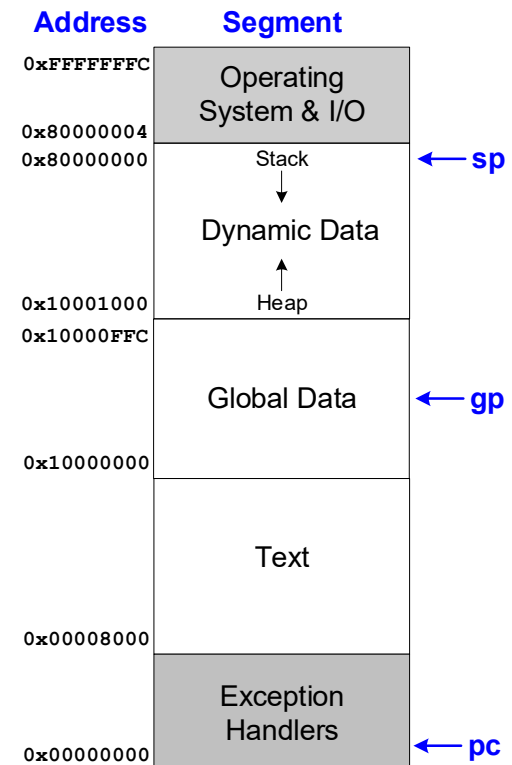 Address Segment
0xFFFFFFFC
Operating
System & I/O
0x80000004
0x80000000 Stack sp
Dynamic Data
0x10001000 Heap
0x10000FFC
Global Data gp
0x10000000
Text
0x00008000
Exception
Handlers
pc
0x00000000